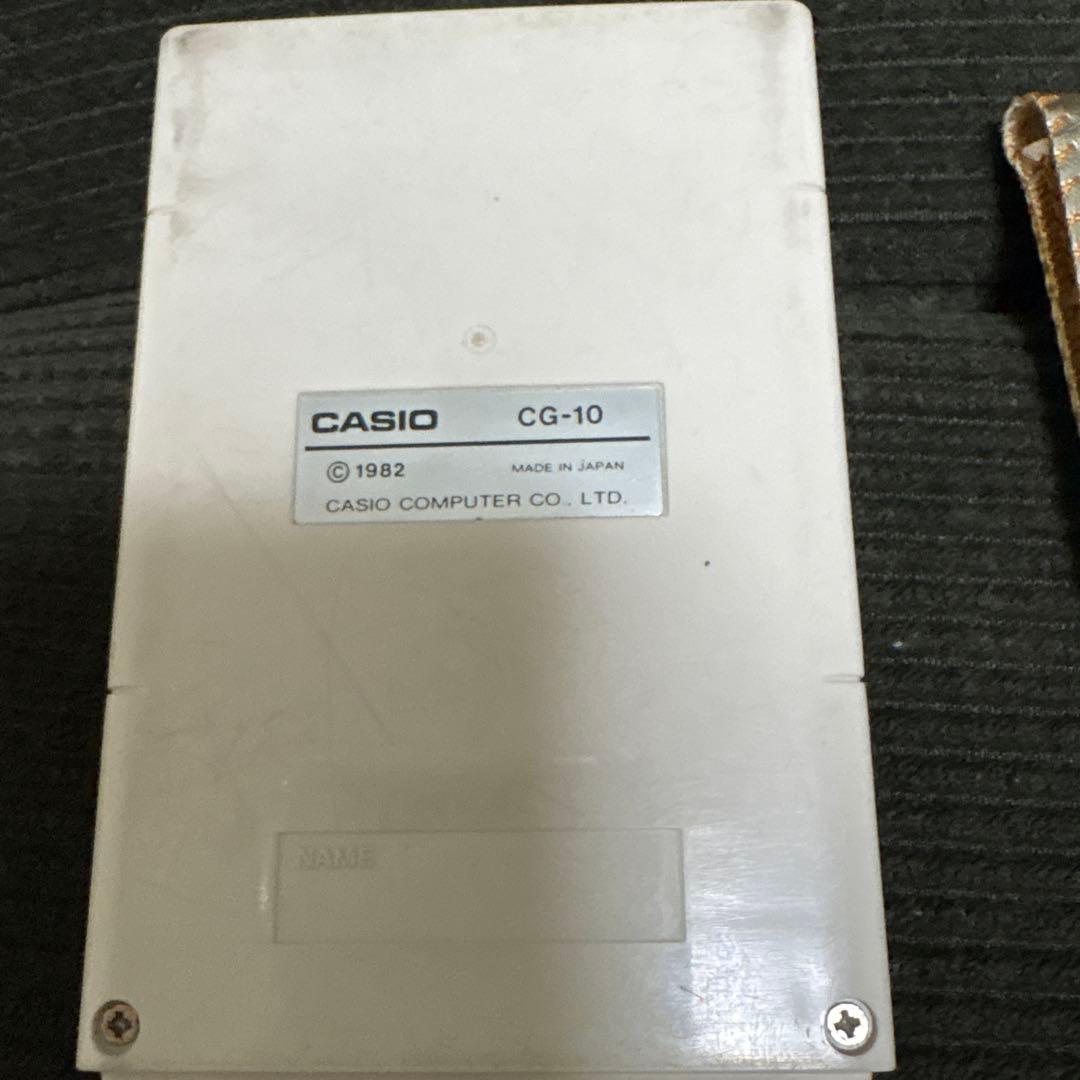 CASIO CG-10
© 1982 MADE IN JAPAN
CASIO COMPUTER CO., LTD.
NAME